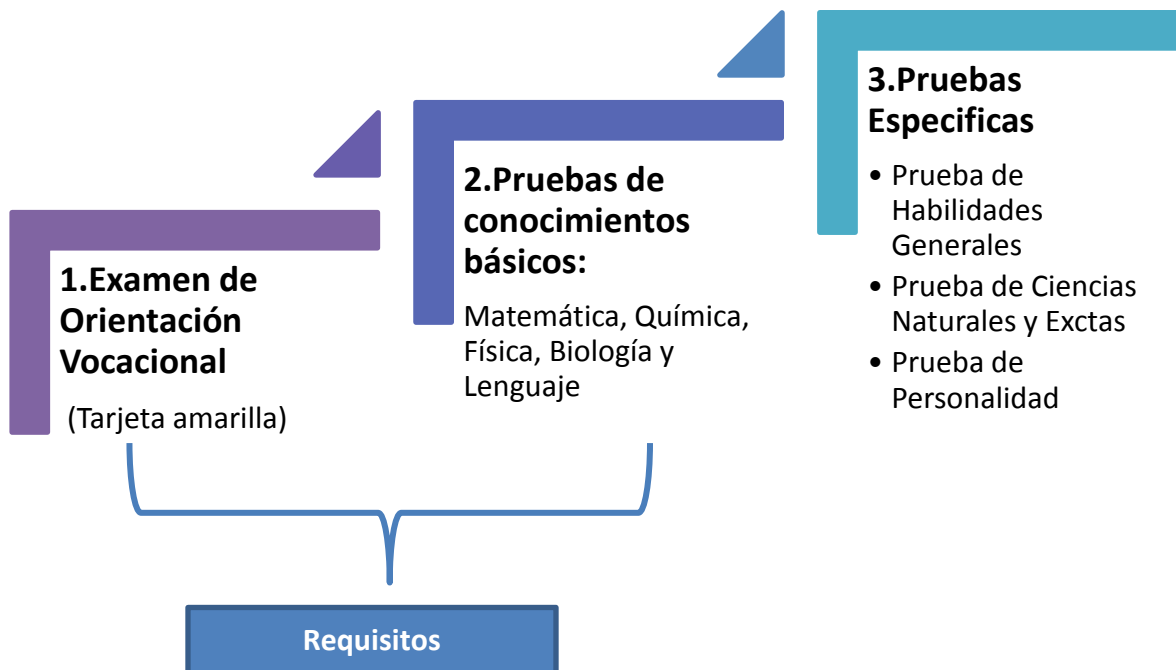 1.Examen de
Orientación
Vocacional
(Tarjeta amarilla)
2.Pruebas de
conocimientos
básicos:
Matemática, Química,
Física, Biología y
Lenguaje
3.Pruebas
Especificas
• Prueba de
Habilidades
Generales
• Prueba de Ciencias
Naturales y Exctas
• Prueba de
Personalidad
Requisitos